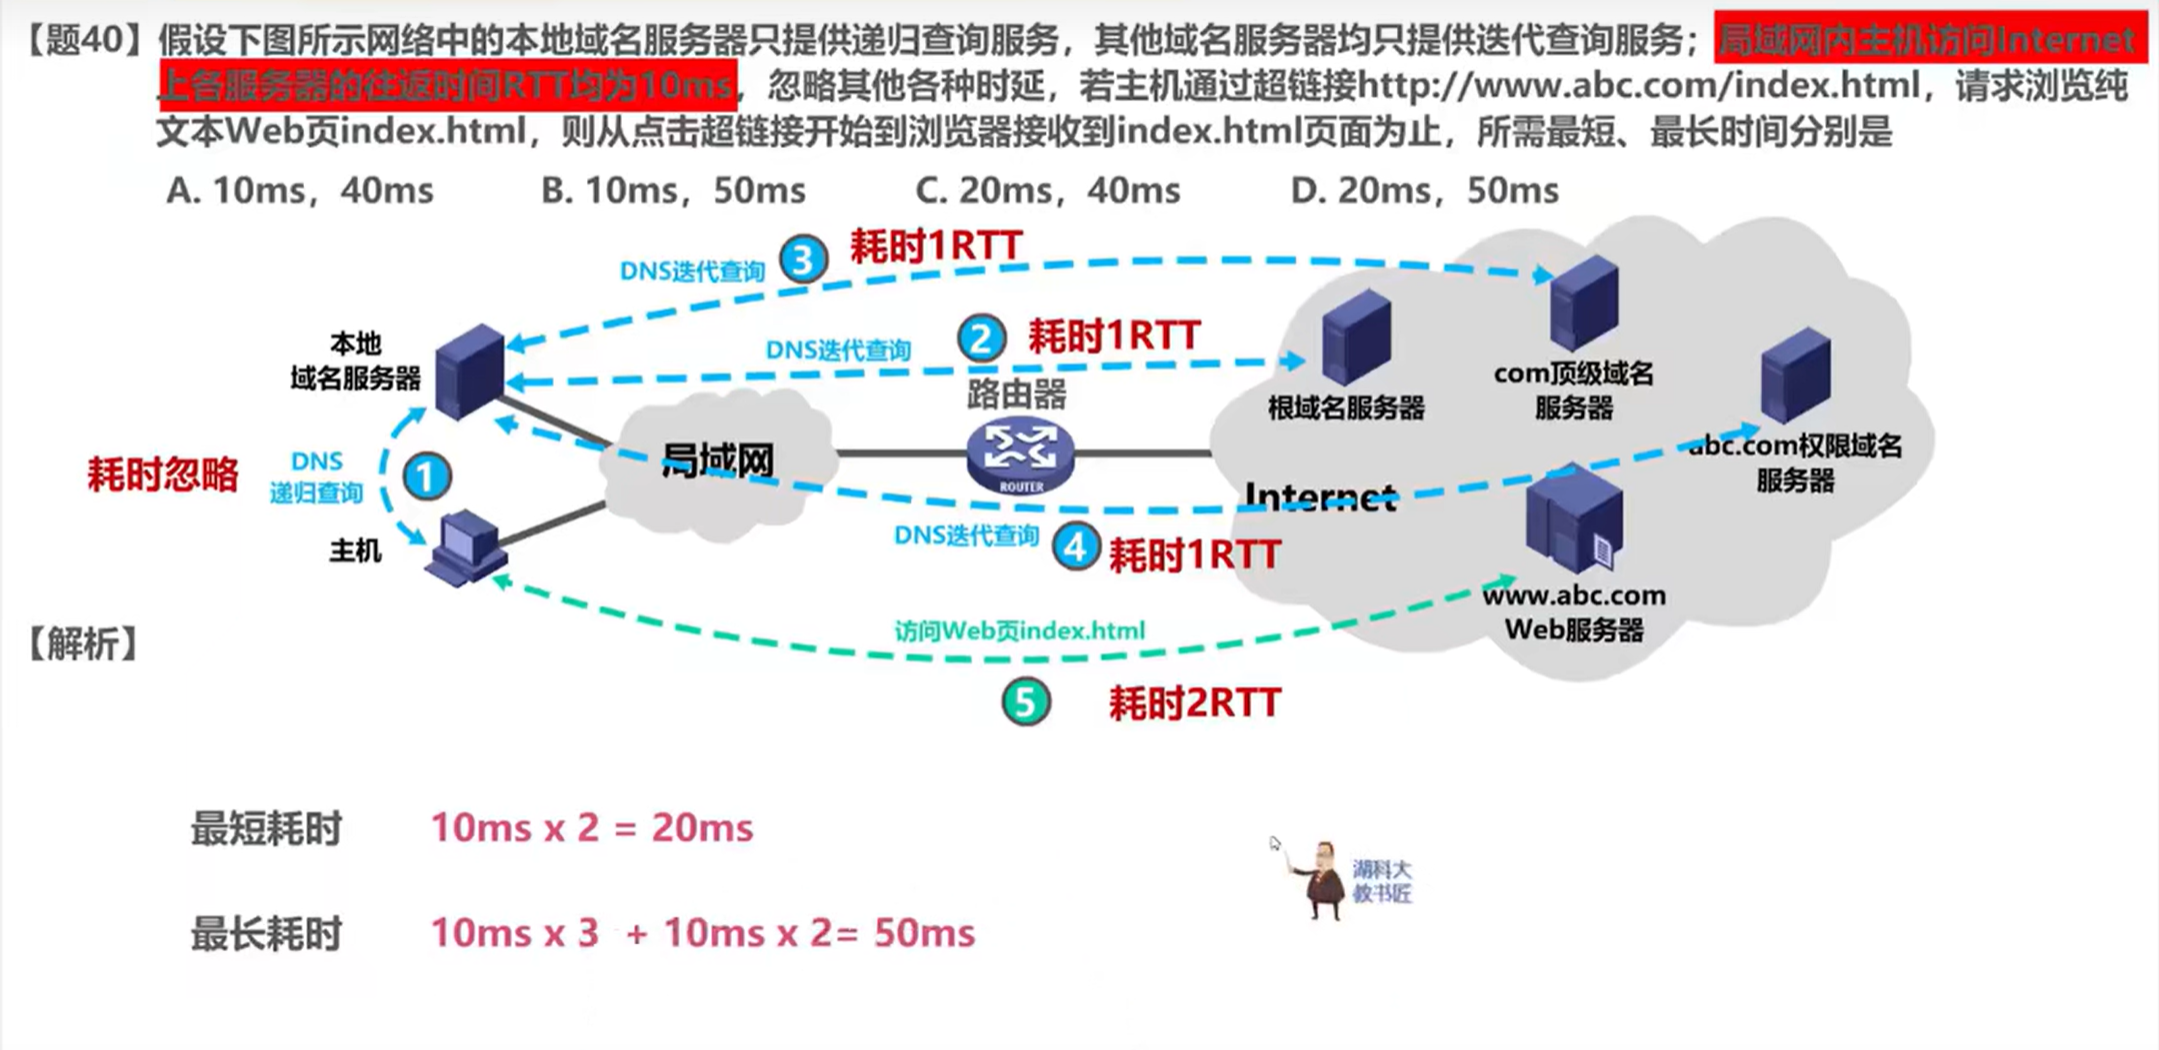 【题40】假设下图所示网络中的本地域名服务器只提供递归查询服务，其他域名服务器均只提供迭代查询服务；局域网内主机访问Internet
上各服务器的往返时间RTT均为10ms，忽略其他各种时延，若主机通过超链接http://www.abc.com/index.html，请求浏览纯
文本Web页index.html，则从点击超链接开始到浏览器接收到index.html页面为止，所需最短、最长时间分别是
A. 10ms，40ms B. 10ms，50ms C. 20ms，40ms D. 20ms，50ms
DNS迭代查询 3 耗时1RTT
DNS迭代查询 2 耗时1RTT
本地
域名服务器
路由器
ROUTER
根域名服务器
com顶级域名
服务器
abc.com权限域名
服务器
耗时忽略
DNS
递归查询
1
局域网
Internet
DNS迭代查询 4 耗时1RTT
主机
www.abc.com
Web服务器
访问Web页index.html
5 耗时2RTT
【解析】
最短耗时 10ms x 2 = 20ms
最长耗时 10ms x 3 + 10ms x 2= 50ms
湖科大
教书匠